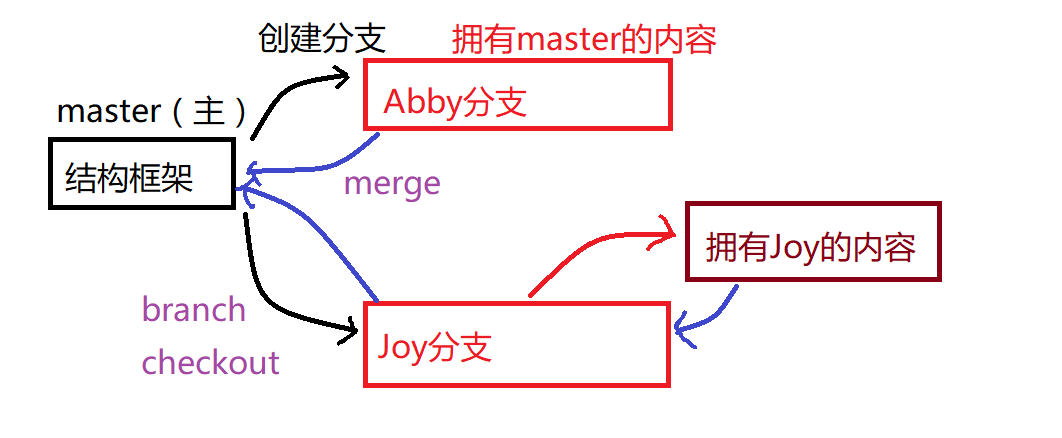 创建分支
拥有master的内容
master（主）
Abby分支
结构框架
merge
拥有Joy的内容
branch
checkout
Joy分支